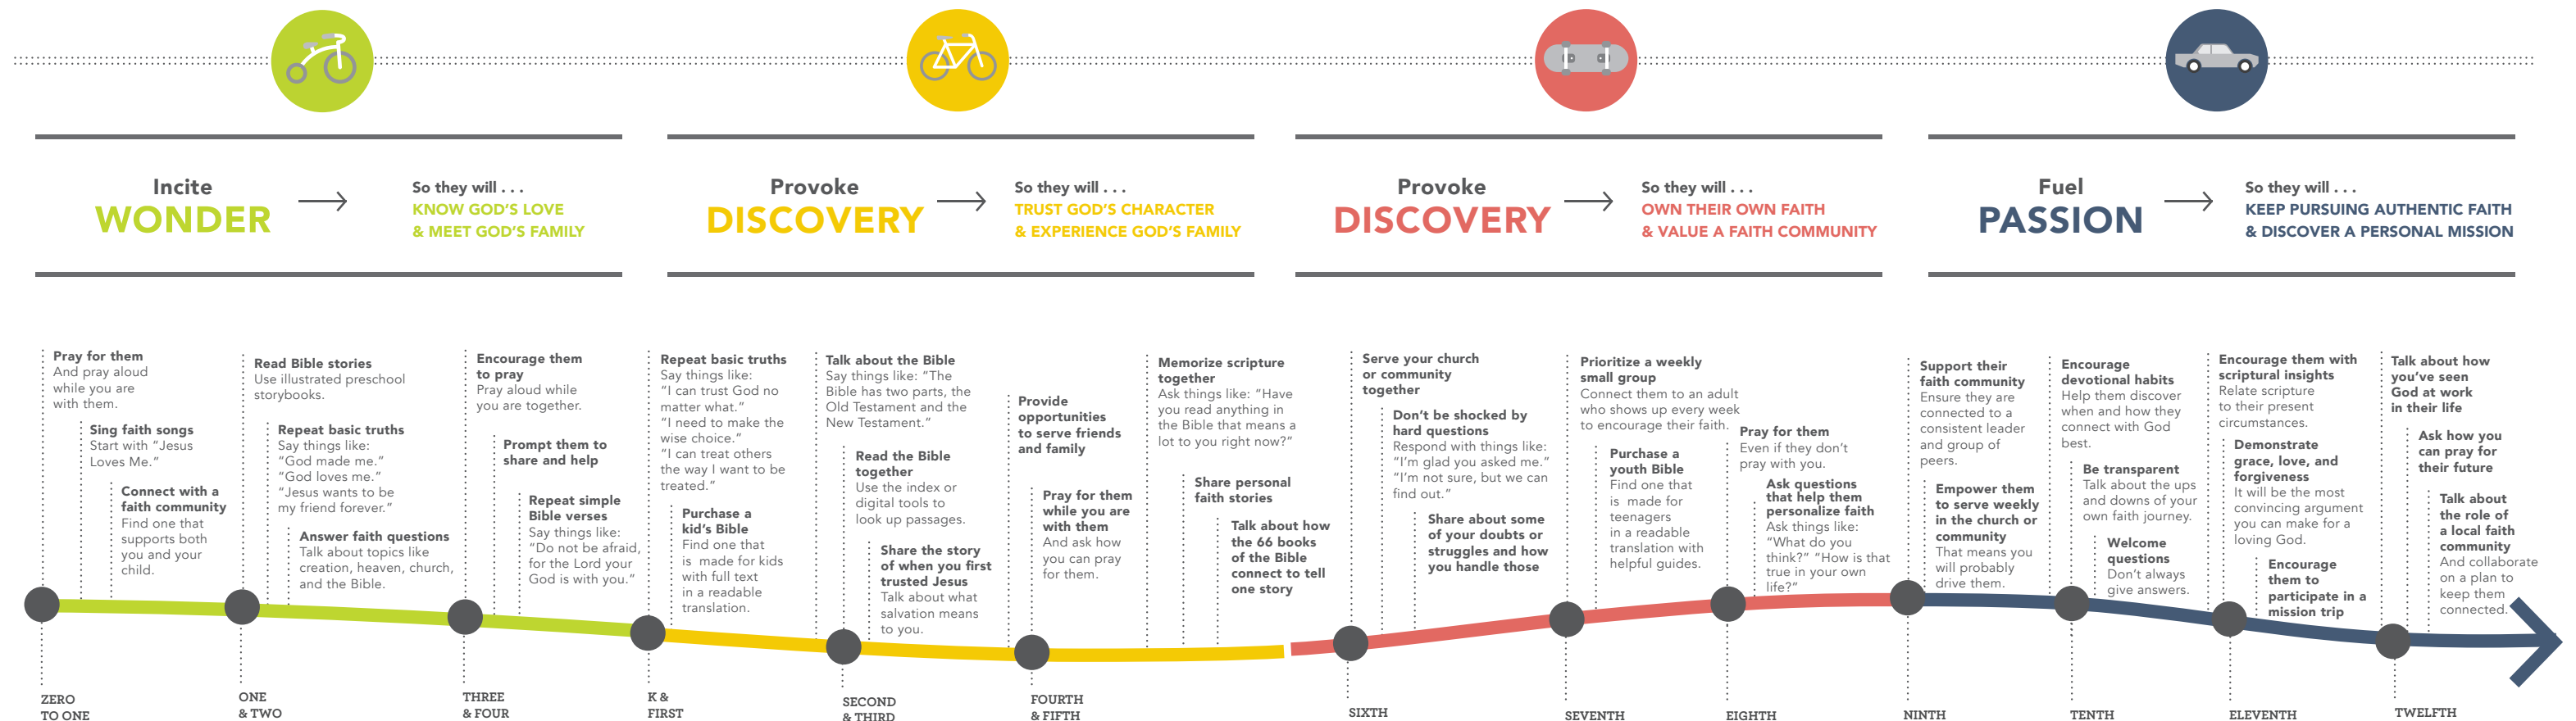 Incite
WONDER
So they will . . .
KNOW GOD'S LOVE
& MEET GOD'S FAMILY
Provoke
DISCOVERY
So they will . . .
TRUST GOD'S CHARACTER
& EXPERIENCE GOD'S FAMILY
Provoke
DISCOVERY
So they will . . .
OWN THEIR OWN FAITH
& VALUE A FAITH COMMUNITY
Fuel
PASSION
So they will . . .
KEEP PURSUING AUTHENTIC FAITH
& DISCOVER A PERSONAL MISSION
Pray for them
And pray aloud
while you are
with them.
Sing faith songs
Start with “Jesus
Loves Me.”
Connect with a
faith community
Find one that
supports both
you and your
child.
Read Bible stories
Use illustrated preschool
storybooks.
Repeat basic truths
Say things like:
“God made me.”
“God loves me.”
“Jesus wants to be
my friend forever.”
Answer faith questions
Talk about topics like
creation, heaven, church,
and the Bible.
Encourage them
to pray
Pray aloud while
you are together.
Prompt them to
share and help
Repeat simple
Bible verses
Say things like:
“Do not be afraid,
for the Lord your
God is with you.”
Repeat basic truths
Say things like:
“I can trust God no
matter what.”
“I need to make the
wise choice.”
“I can treat others
the way I want to be
treated.”
Purchase a
kid's Bible
Find one that
is made for kids
with full text
in a readable
translation.
Talk about the Bible
Say things like: “The
Bible has two parts, the
Old Testament and the
New Testament.”
Read the Bible
together
Use the index or
digital tools to
look up passages.
Share the story
of when you first
trusted Jesus
Talk about what
salvation means
to you.
Provide
opportunities
to serve friends
and family
Pray for them
while you are
with them
And ask how
you can pray
for them.
Memorize scripture
together
Ask things like: “Have
you read anything in
the Bible that means a
lot to you right now?”
Share personal
faith stories
Talk about how
the 66 books
of the Bible
connect to tell
one story
Serve your church
or community
together
Don't be shocked by
hard questions
Respond with things like:
“I'm glad you asked me.”
“I'm not sure, but we can
find out.”
Share about some
of your doubts or
struggles and how
you handle those
Prioritize a weekly
small group
Connect them to an adult
who shows up every week
to encourage their faith.
Purchase a
youth Bible
Find one that
is made for
teenagers
in a readable
translation with
helpful guides.
Pray for them
Even if they don't
pray with you.
Ask questions
that help them
personalize faith
Ask things like:
“What do you
think?” “How is that
true in your own
life?”
Support their
faith community
Ensure they are
connected to a
consistent leader
and group of
peers.
Empower them
to serve weekly
in the church or
community
That means you
will probably
drive them.
Encourage
devotional habits
Help them discover
when and how they
connect with God
best.
Be transparent
Talk about the ups
and downs of your
own faith journey.
Welcome
questions
Don't always
give answers.
Encourage them with
scriptural insights
Relate scripture
to their present
circumstances.
Demonstrate
grace, love, and
forgiveness
It will be the most
convincing argument
you can make for a
loving God.
Encourage
them to
participate in a
mission trip
Talk about how
you've seen
God at work
in their life
Ask how you
can pray for
their future
Talk about
the role of
a local faith
community
And collaborate
on a plan to
keep them
connected.
ZERO
TO ONE
ONE
& TWO
THREE
& FOUR
K &
FIRST
SECOND
& THIRD
FOURTH
& FIFTH
SIXTH
SEVENTH
EIGHTH
NINTH
TENTH
ELEVENTH
TWELFTH